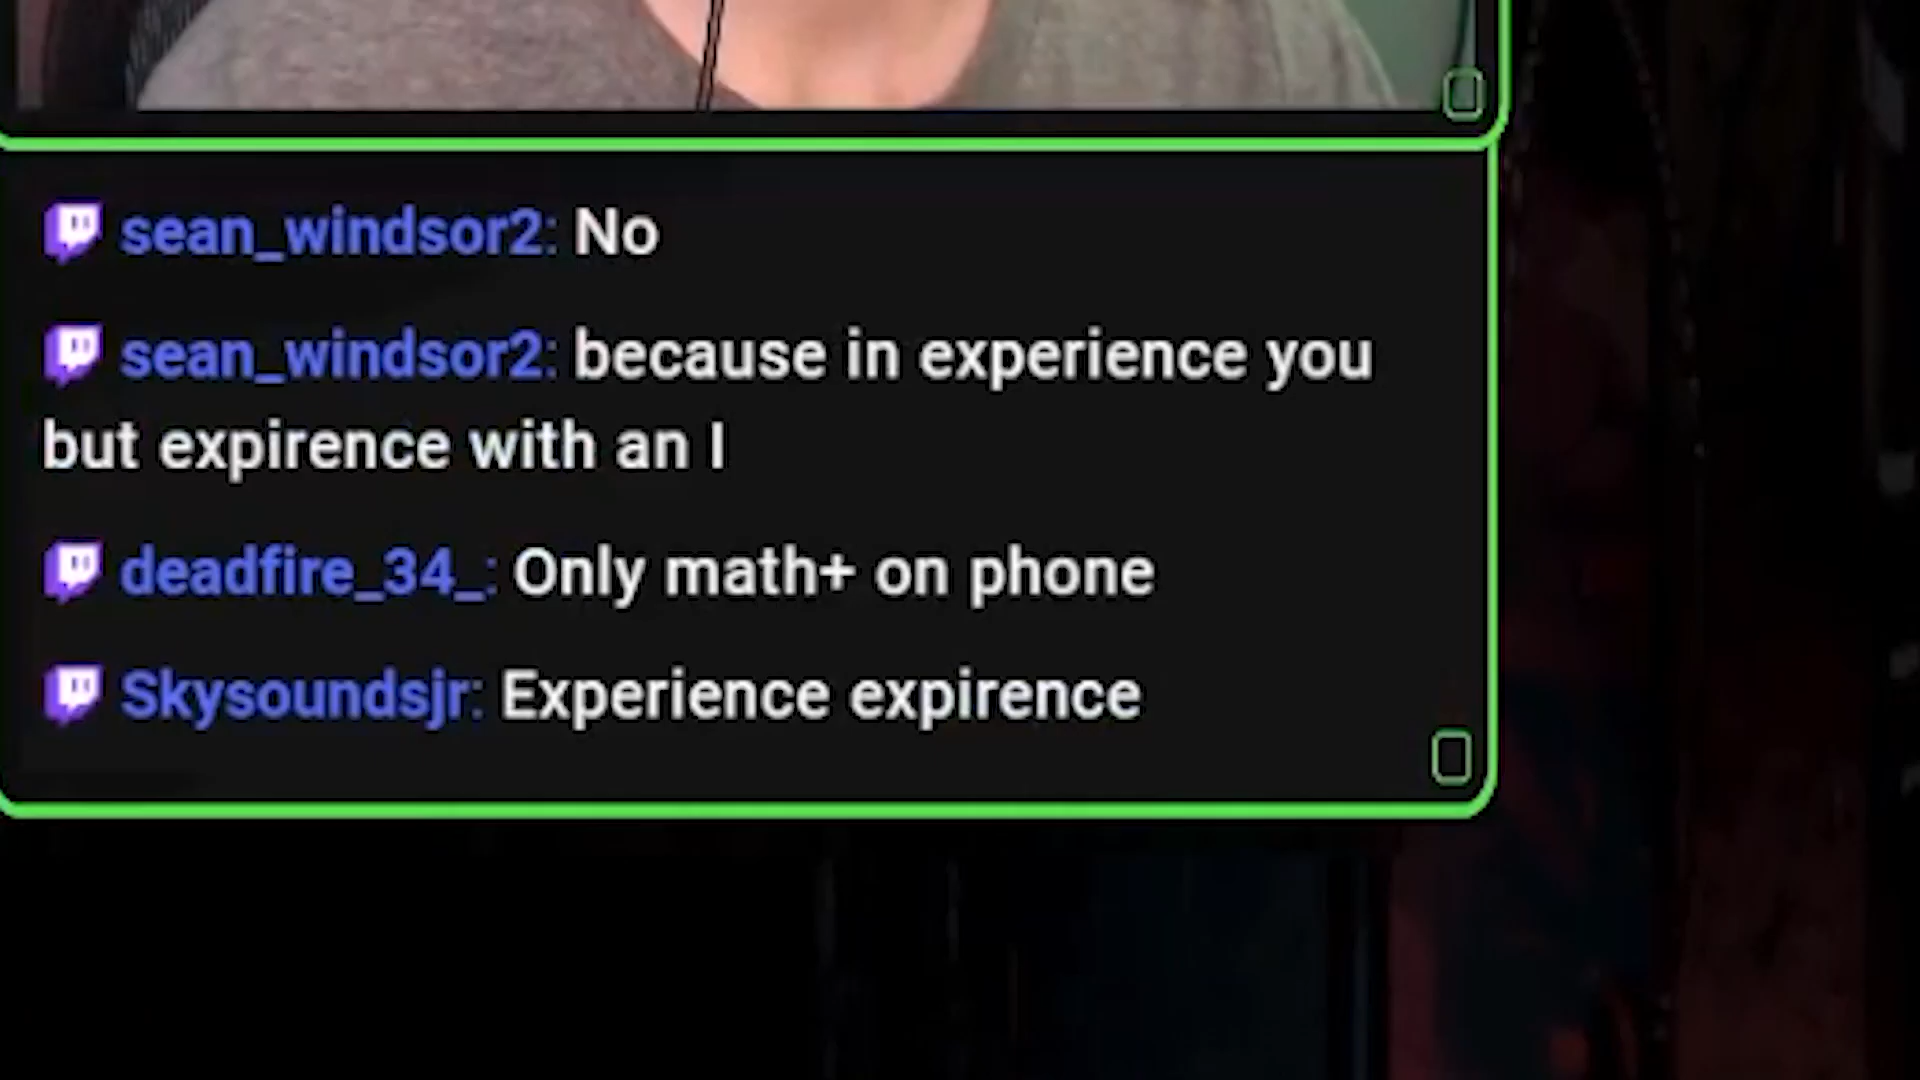 sean_windsor2: No
sean_windsor2: because in experience you
but expirence with an I
deadfire_34_: Only math+ on phone
Skysoundsjr: Experience expirence